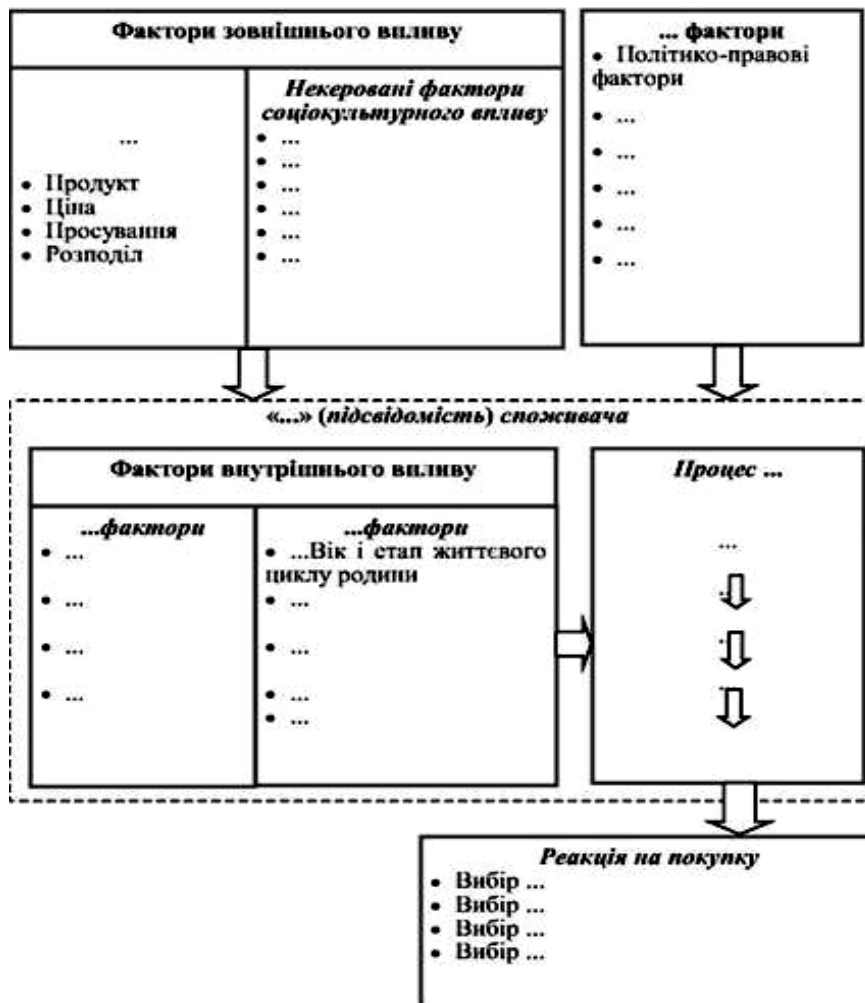 Фактори зовнішнього впливу
...
• Продукт
• Ціна
• Просування
• Розподіл
Некеровані фактори
соціокультурного впливу
• ...
• ...
• ...
• ...
• ...
• ...
... фактори
• Політико-правові
фактори
• ...
• ...
• ...
• ...
• ...
«...» (підсвідомість) споживача
Фактори внутрішнього впливу
...фактори
• ...
• ...
• ...
• ...
...фактори
• ...Вік і етап життєвого
циклу родини
• ...
• ...
• ...
• ...
Процес ...
...
...
...
...
Реакція на покупку
• Вибір ...
• Вибір ...
• Вибір ...
• Вибір ...